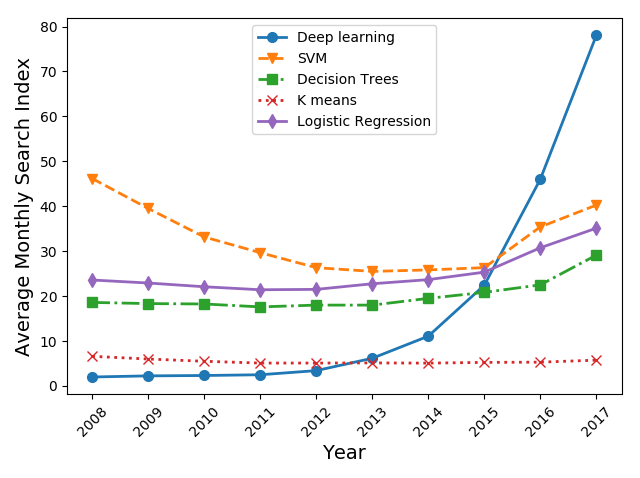 Deep learning
SVM
Decision Trees
K means
Logistic Regression
Average Monthly Search Index
80
70
60
50
40
30
20
10
0
2008 2009 2010 2011 2012 2013 2014 2015 2016 2017
Year